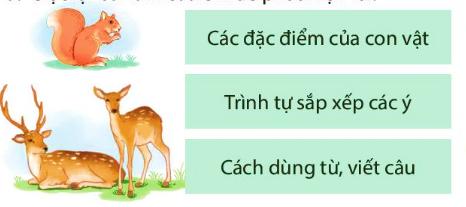 Các đặc điểm của con vật
Trình tự sắp xếp các ý
Cách dùng từ, viết câu